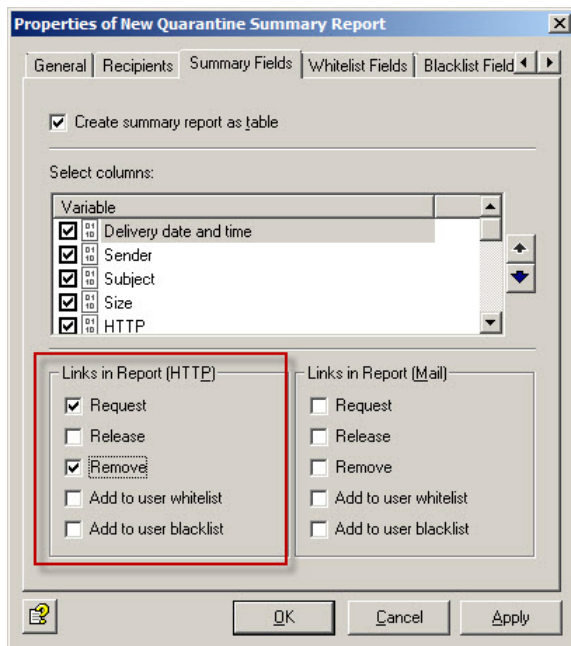 Properties of New Quarantine Summary Report
General Recipients Summary Fields Whitelist Fields Blacklist Field
Create summary report as table
Select columns:
Variable
Delivery date and time
Sender
Subject
Size
HTTP
Links in Report (HTTP) Links in Report (Mail)
Request Request
Release Release
Remove Remove
Add to user whitelist Add to user whitelist
Add to user blacklist Add to user blacklist
OK Cancel Apply